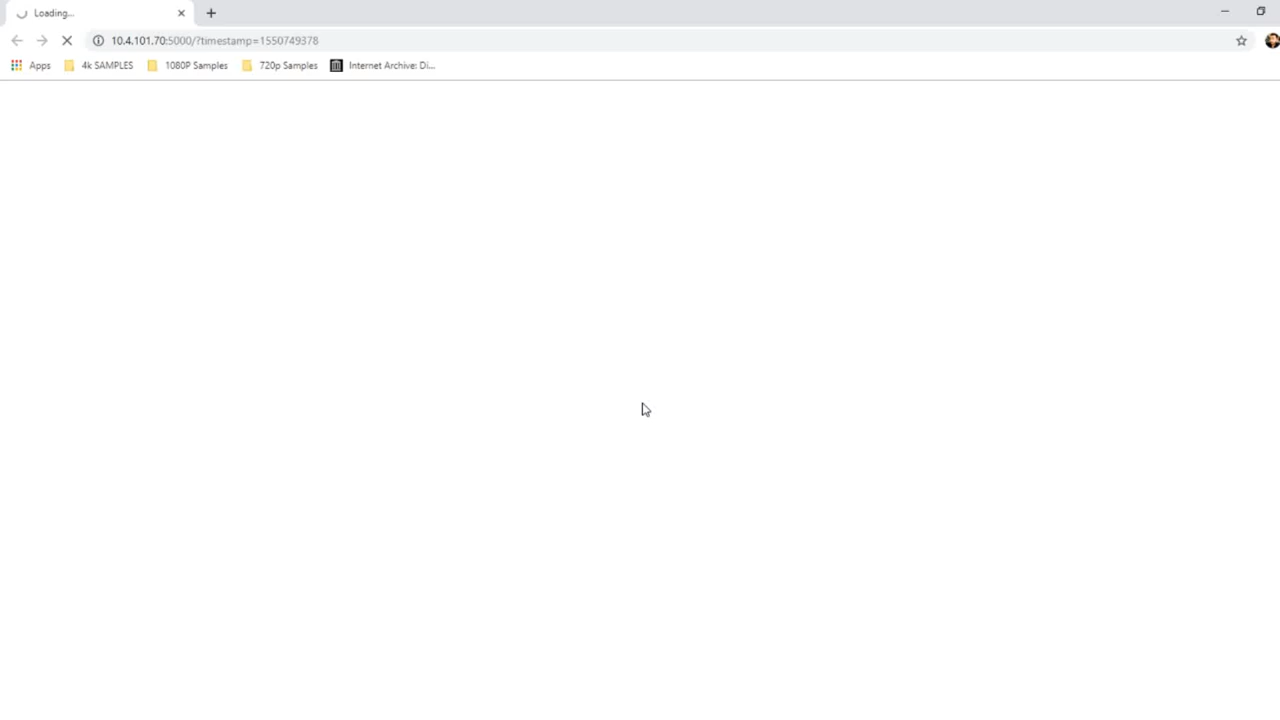 Loading...
10.4.101.70:5000/?timestamp=1550749378
Apps 4k SAMPLES 1080P Samples 720p Samples Internet Archive: Di...